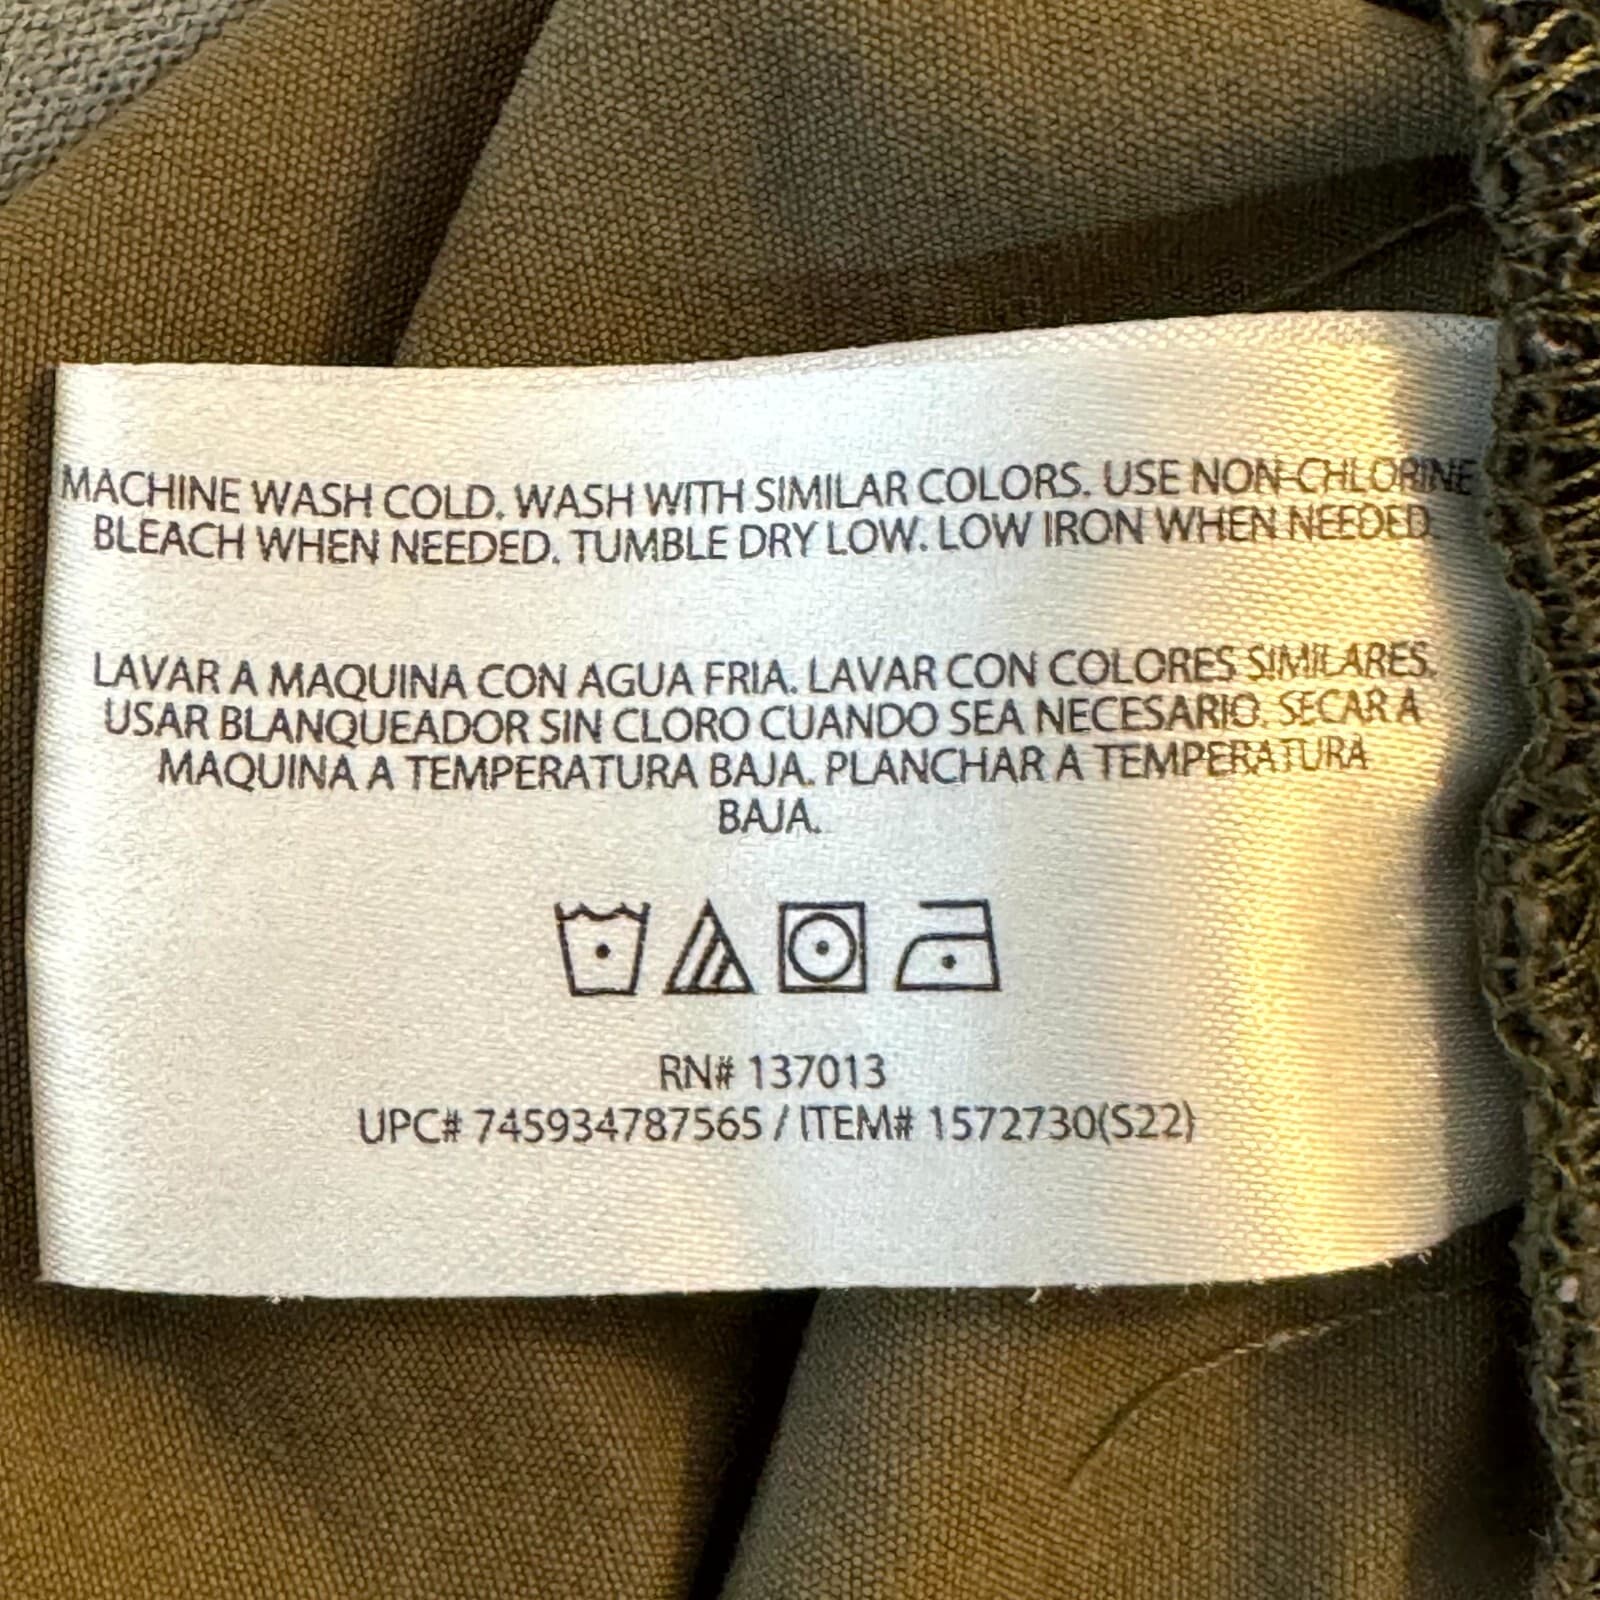 MACHINE WASH COLD. WASH WITH SIMILAR COLORS. USE NON-CHLORINE
BLEACH WHEN NEEDED. TUMBLE DRY LOW. LOW IRON WHEN NEEDED.
LAVAR A MAQUINA CON AGUA FRIA. LAVAR CON COLORES SIMILARES.
USAR BLANQUEADOR SIN CLORO CUANDO SEA NECESARIO. SECAR A
MAQUINA A TEMPERATURA BAJA. PLANCHAR A TEMPERATURA
BAJA.
RN# 137013
UPC# 745934787565 / ITEM# 1572730(S22)